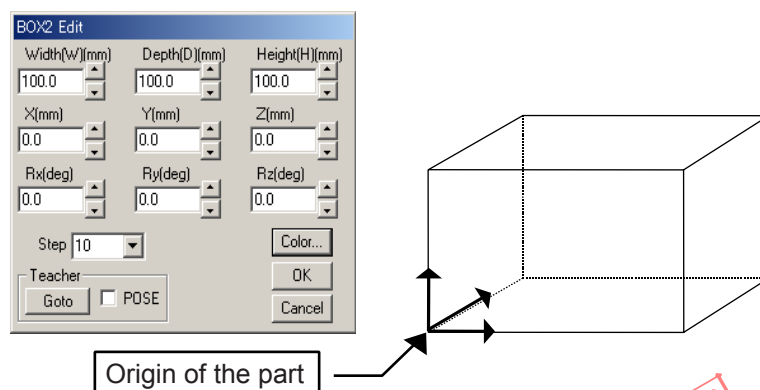 BOX2 Edit
Width(W)(mm) Depth(D)(mm) Height(H)(mm)
100.0 100.0 100.0
X(mm) Y(mm) Z(mm)
0.0 0.0 0.0
Rx(deg) Ry(deg) Rz(deg)
0.0 0.0 0.0
Step 10 Color...
Teacher OK
Goto POSE Cancel
Origin of the part